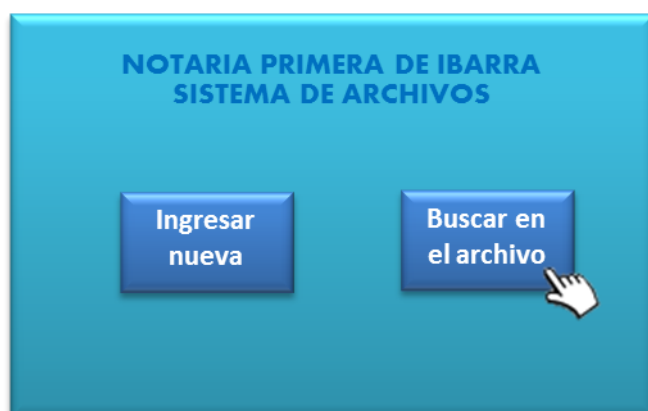 NOTARIA PRIMERA DE IBARRA
SISTEMA DE ARCHIVOS
Ingresar
nueva
Buscar en
el archivo